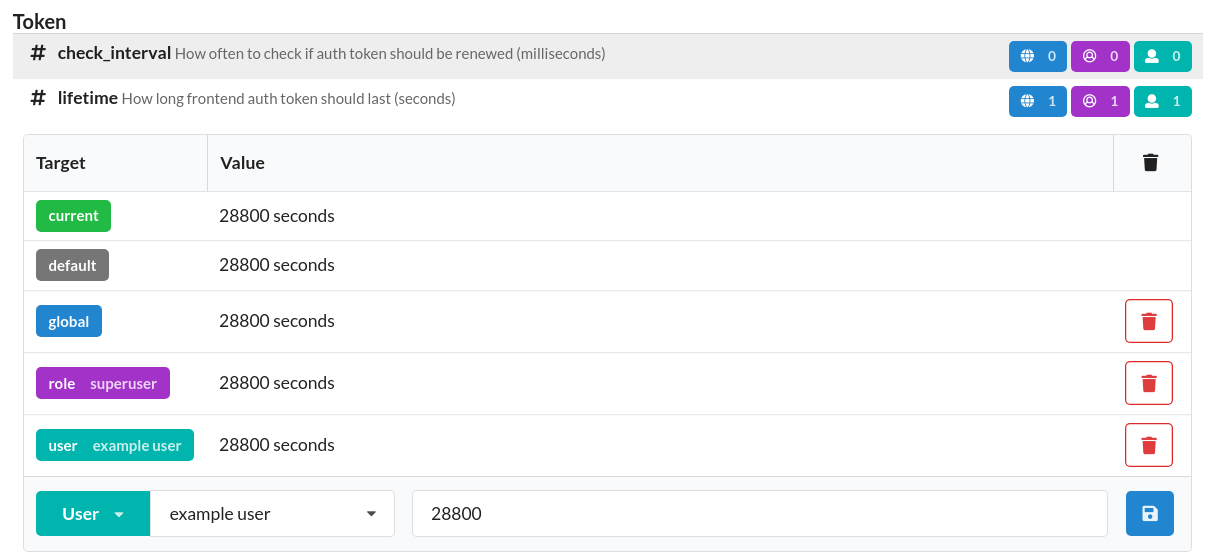 Token
# check_interval How often to check if auth token should be renewed (milliseconds) 0 0 0
# lifetime How long frontend auth token should last (seconds) 1 1 1
Target Value
current 28800 seconds
default 28800 seconds
global 28800 seconds
role superuser 28800 seconds
user example user 28800 seconds
User example user 28800